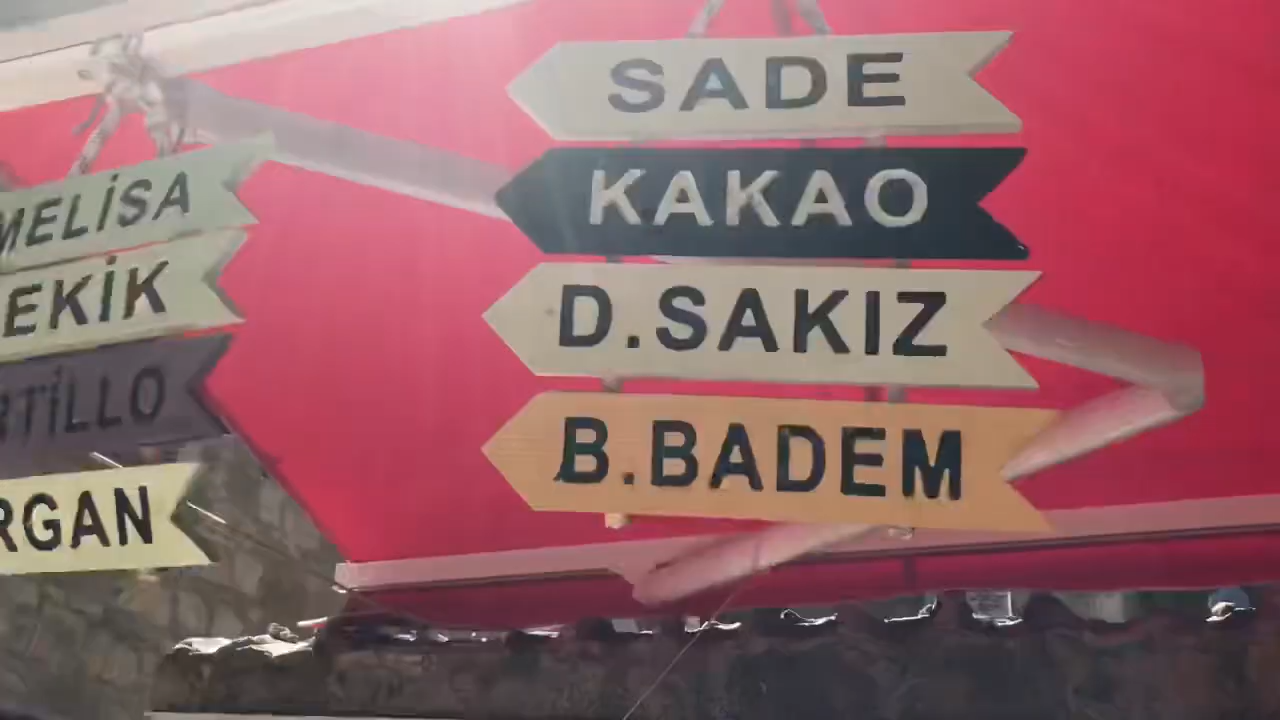 SADE
KAKAO
D.SAKIZ
B.BADEM
MELİSA
EKİK
RTİLLO
RGAN